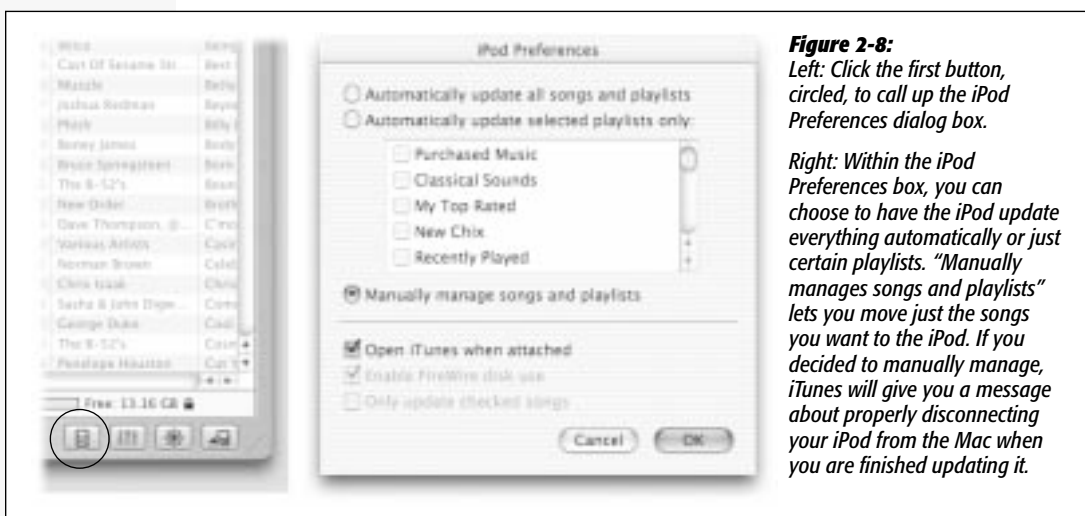 Cast Of Sesame Str...
Muzzle
Joshua Redman
Phish
Boney James
Bruce Springsteen
The B-52's
New Order
Dave Thompson, @...
Various Artists
Norman Brown
Chris Isaak
Sasha & John Digw...
George Duke
The B-52's
Penelope Houston
Free: 13.16 GB
iPod Preferences
Automatically update all songs and playlists
Automatically update selected playlists only:
Purchased Music
Classical Sounds
My Top Rated
New Chix
Recently Played
Manually manage songs and playlists
Open iTunes when attached
Enable FireWire disk use
Only update checked songs
Cancel
OK
Figure 2-8:
Left: Click the first button,
circled, to call up the iPod
Preferences dialog box.
Right: Within the iPod
Preferences box, you can
choose to have the iPod update
everything automatically or just
certain playlists. “Manually
manages songs and playlists”
lets you move just the songs
you want to the iPod. If you
decided to manually manage,
iTunes will give you a message
about properly disconnecting
your iPod from the Mac when
you are finished updating it.